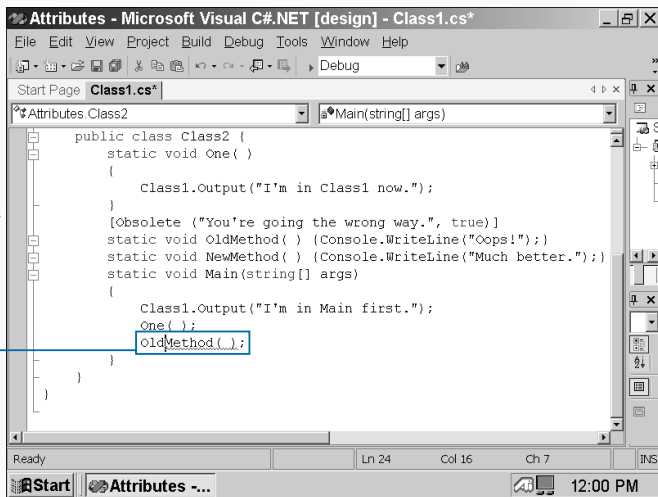 Attributes - Microsoft Visual C#.NET [design] - Class1.cs*
File Edit View Project Build Debug Tools Window Help
Debug
Start Page Class1.cs*
Attributes.Class2 Main(string[] args)
public class Class2 {
static void One( )
{
Class1.Output("I'm in Class1 now.");
}
[Obsolete ("You're going the wrong way.", true)]
static void OldMethod( ) {Console.WriteLine("Oops!");}
static void NewMethod( ) {Console.WriteLine("Much better.");}
static void Main(string[] args)
{
Class1.Output("I'm in Main first.");
One( );
OldMethod( );
}
}
}
Ready Ln 24 Col 16 Ch 7 INS
Start Attributes -... 12:00 PM